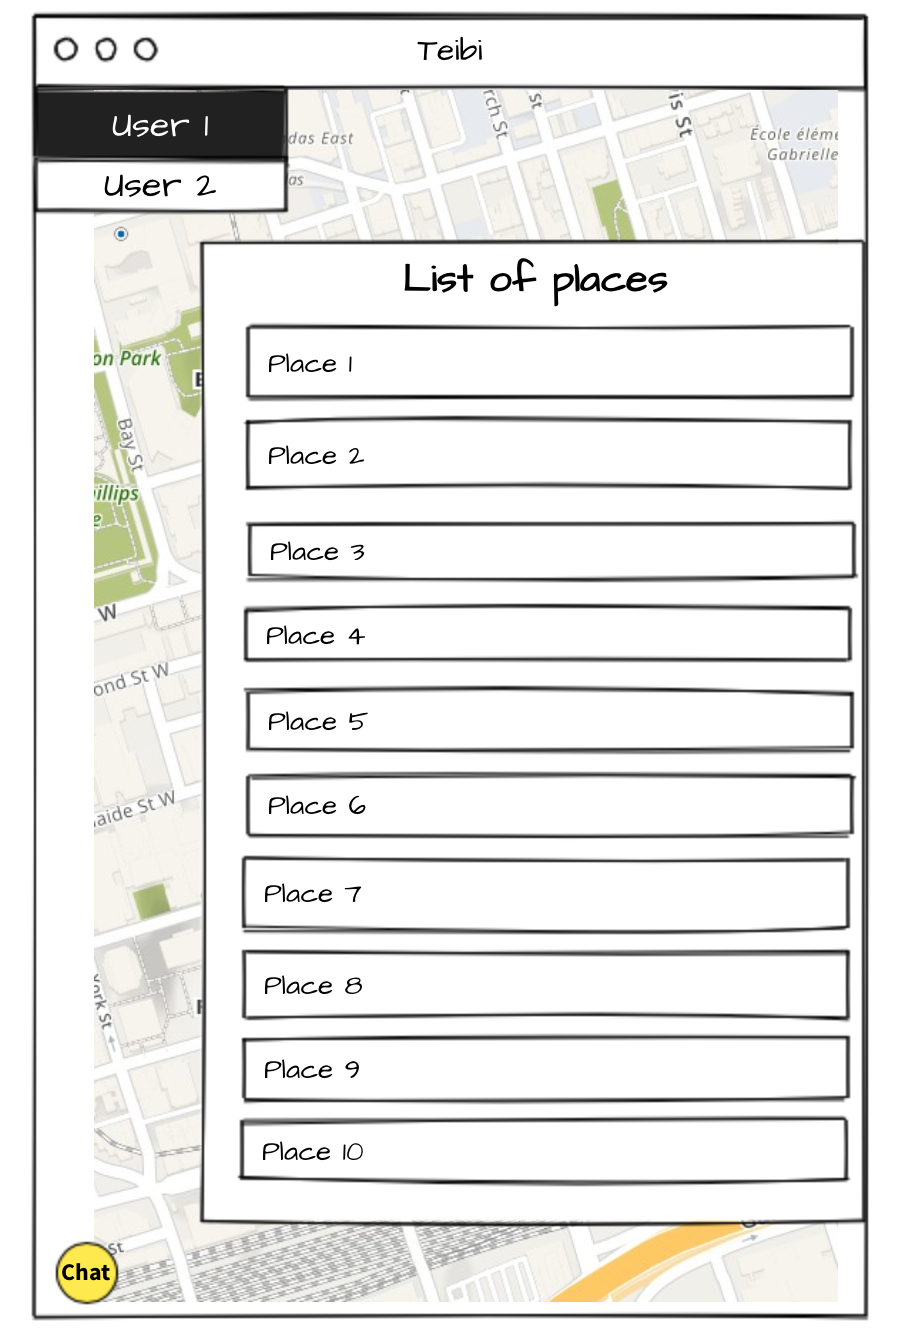 Teibi
User 1
User 2
das East
as
rch St
St
is St
École éléme
Gabrielle
List of places
Place 1
on Park
Place 2
Bay St
illips
e
Place 3
Place 4
W
ond St W
Place 5
Place 6
laide St W
Place 7
Place 8
York St
Place 9
Place 10
St
Chat